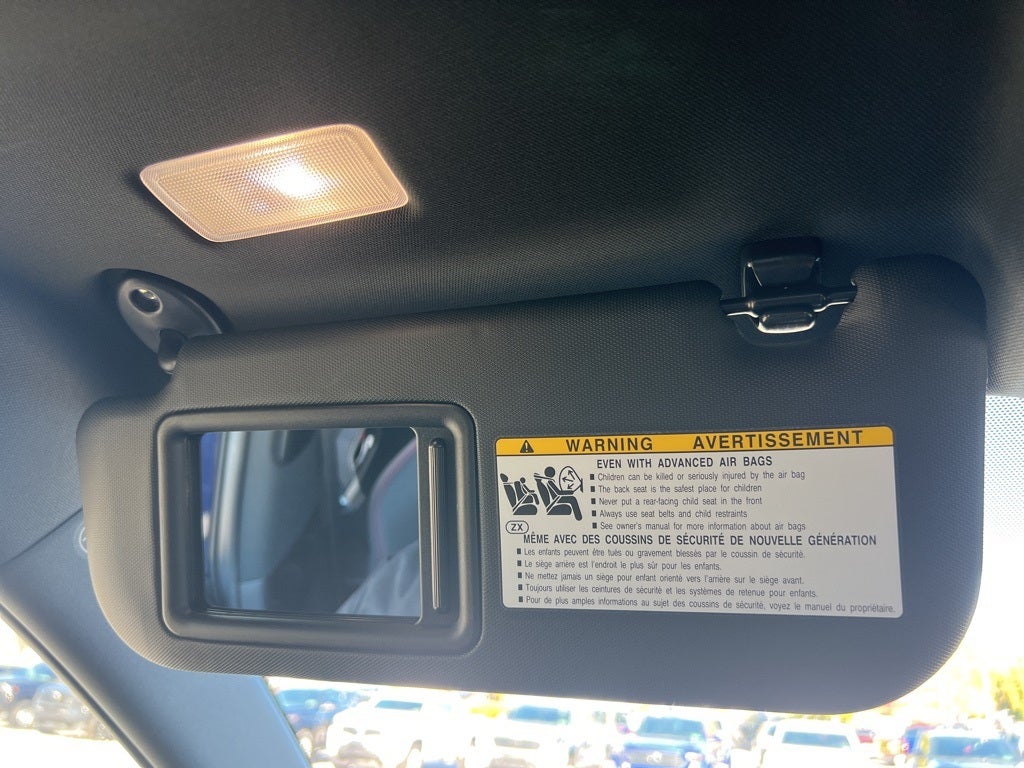 WARNING AVERTISSEMENT
EVEN WITH ADVANCED AIR BAGS
Children can be killed or seriously injured by the air bag
The back seat is the safest place for children
Never put a rear-facing child seat in the front
Always use seat belts and child restraints
See owner's manual for more information about air bags
ZX
MÊME AVEC DES COUSSINS DE SÉCURITÉ DE NOUVELLE GÉNÉRATION
Les enfants peuvent être tués ou gravement blessés par le coussin de sécurité.
Le siège arrière est l'endroit le plus sûr pour les enfants.
Ne mettez jamais un siège pour enfant orienté vers l'arrière sur le siège avant.
Toujours utiliser les ceintures de sécurité et les systèmes de retenue pour enfants.
Pour de plus amples informations au sujet des coussins de sécurité, voyez le manuel du propriétaire.